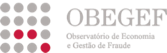 OBEGEF
Observatório de Economia
e Gestão de Fraude